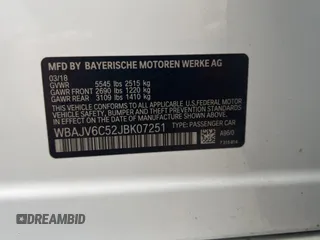 MFD BY BAYERISCHE MOTOREN WERKE AG
03/18
GVWR 5545 lbs 2515 kg
GAWR FRONT 2690 lbs 1220 kg
GAWR REAR 3109 lbs 1410 kg
THIS VEHICLE CONFORMS TO ALL APPLICABLE U.S. FEDERAL MOTOR
VEHICLE SAFETY, BUMPER, AND THEFT PREVENTION STANDARDS IN
EFFECT ON THE DATE OF MANUFACTURE SHOWN ABOVE.
WBAJV6C52JBK07251 TYPE: PASSENGER CAR
DREAMBID